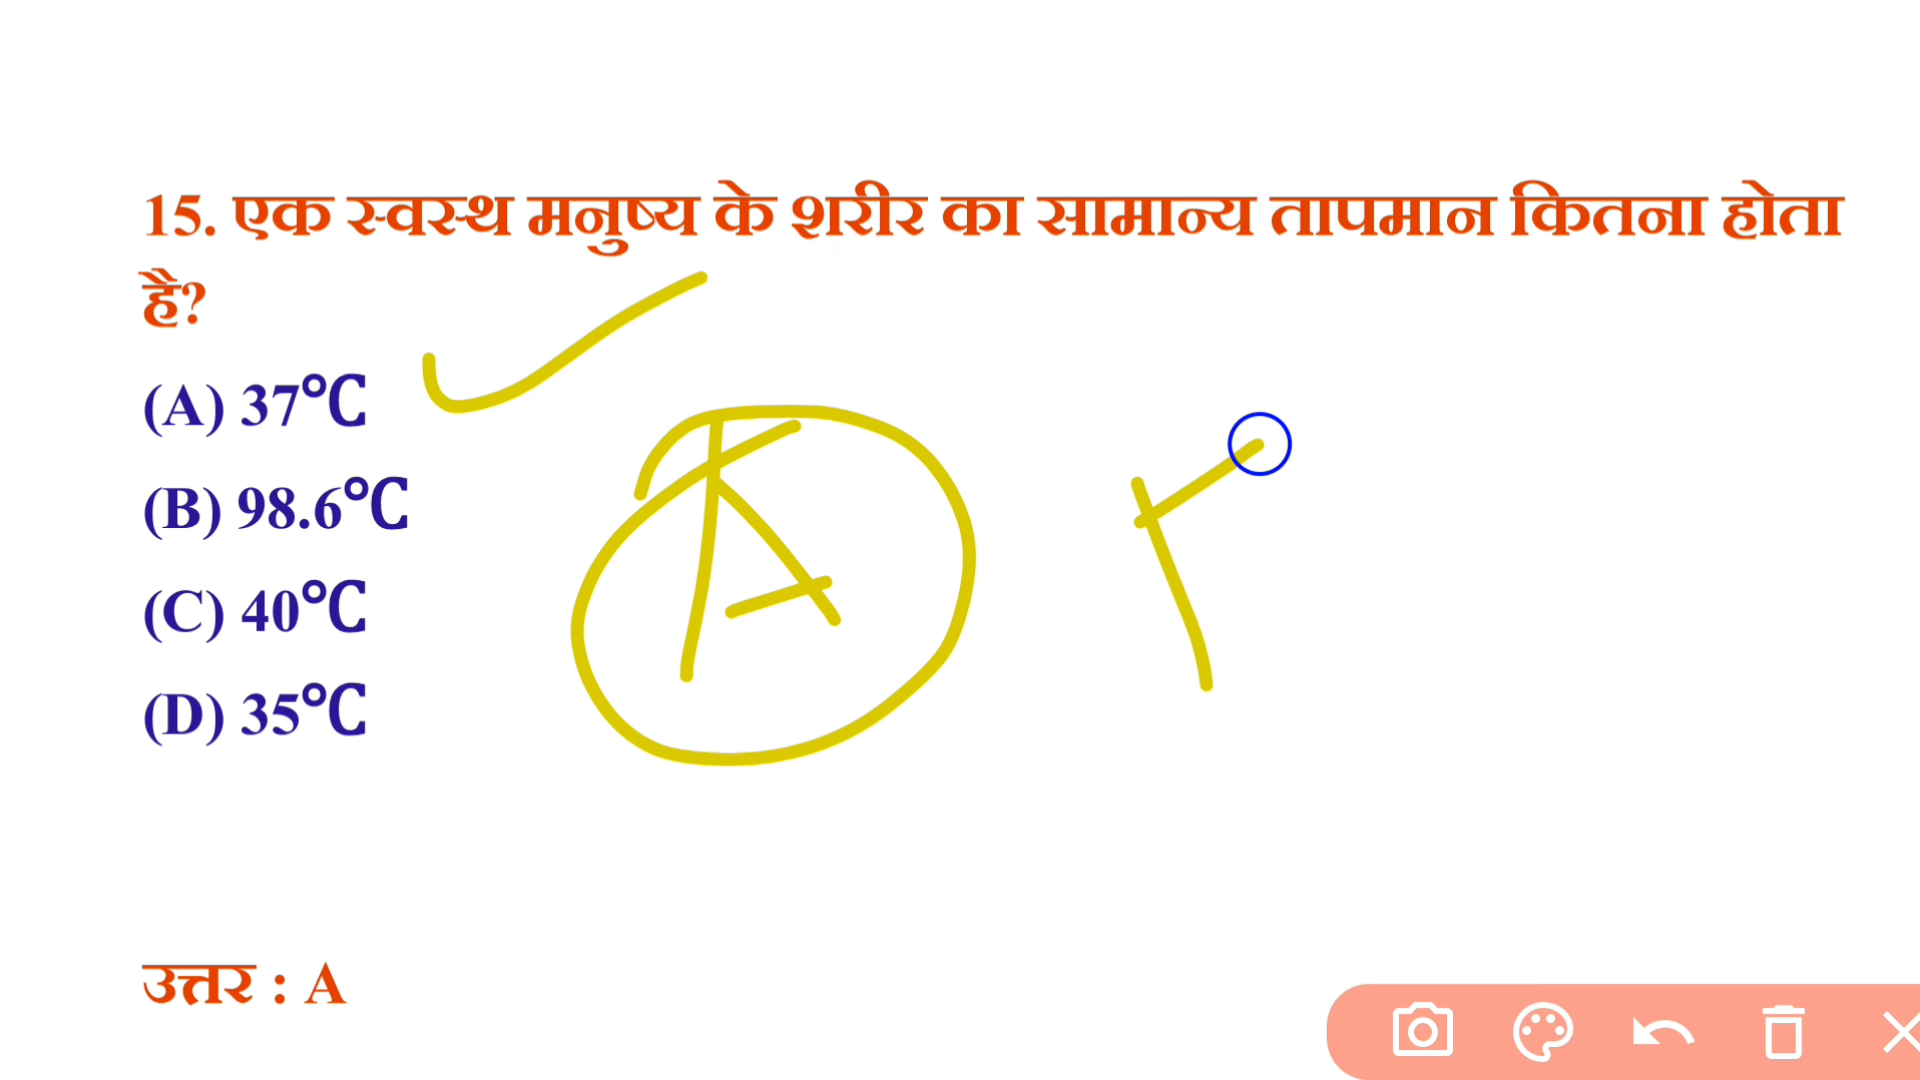 15. एक स्वस्थ मनुष्य के शरीर का सामान्य तापमान कितना होता
है?
(A) 37°C
(B) 98.6°C
(C) 40°C
(D) 35°C
A
उत्तर : A